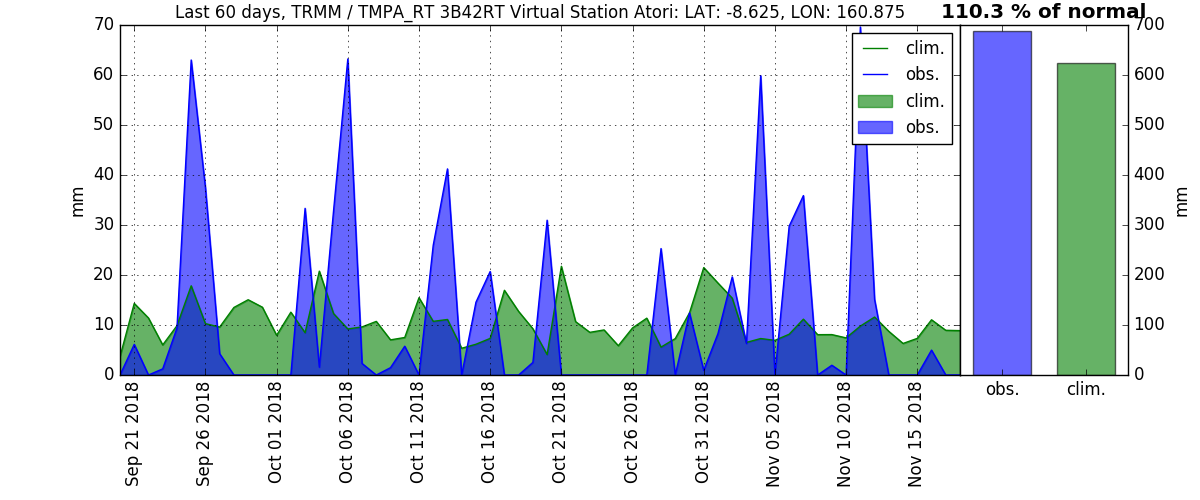 Last 60 days, TRMM / TMPA_RT 3B42RT Virtual Station Atori: LAT: -8.625, LON: 160.875
110.3 % of normal
70
60
50
40
30
20
10
0
mm
clim.
obs.
clim.
obs.
Sep 21 2018
Sep 26 2018
Oct 01 2018
Oct 06 2018
Oct 11 2018
Oct 16 2018
Oct 21 2018
Oct 26 2018
Oct 31 2018
Nov 05 2018
Nov 10 2018
Nov 15 2018
700
600
500
400
300
200
100
0
mm
obs.
clim.